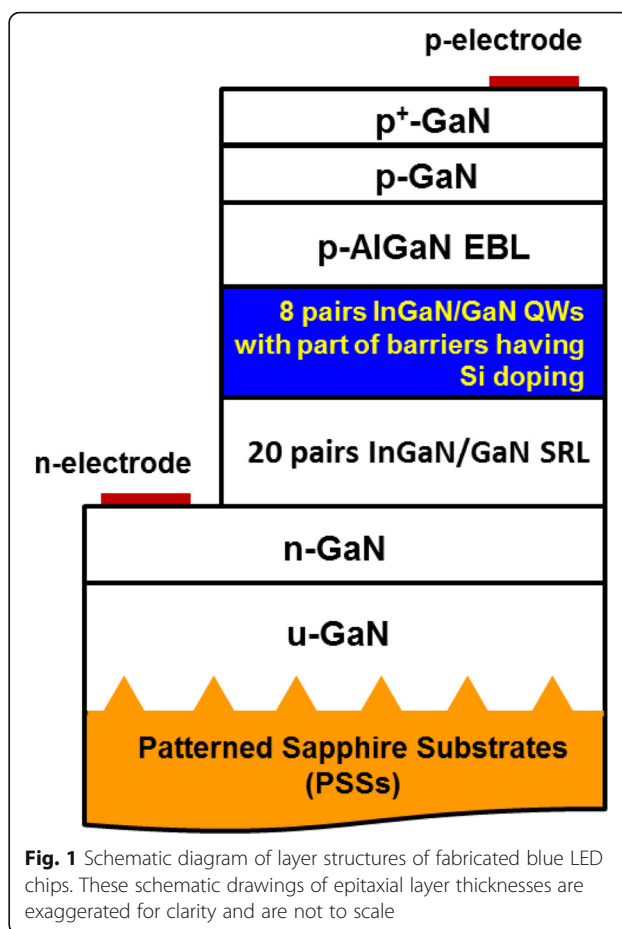 p-electrode
p⁺-GaN
p-GaN
p-AlGaN EBL
8 pairs InGaN/GaN QWs
with part of barriers having
Si doping
20 pairs InGaN/GaN SRL
n-electrode
n-GaN
u-GaN
Patterned Sapphire Substrates
(PSSs)
Fig. 1 Schematic diagram of layer structures of fabricated blue LED
chips. These schematic drawings of epitaxial layer thicknesses are
exaggerated for clarity and are not to scale